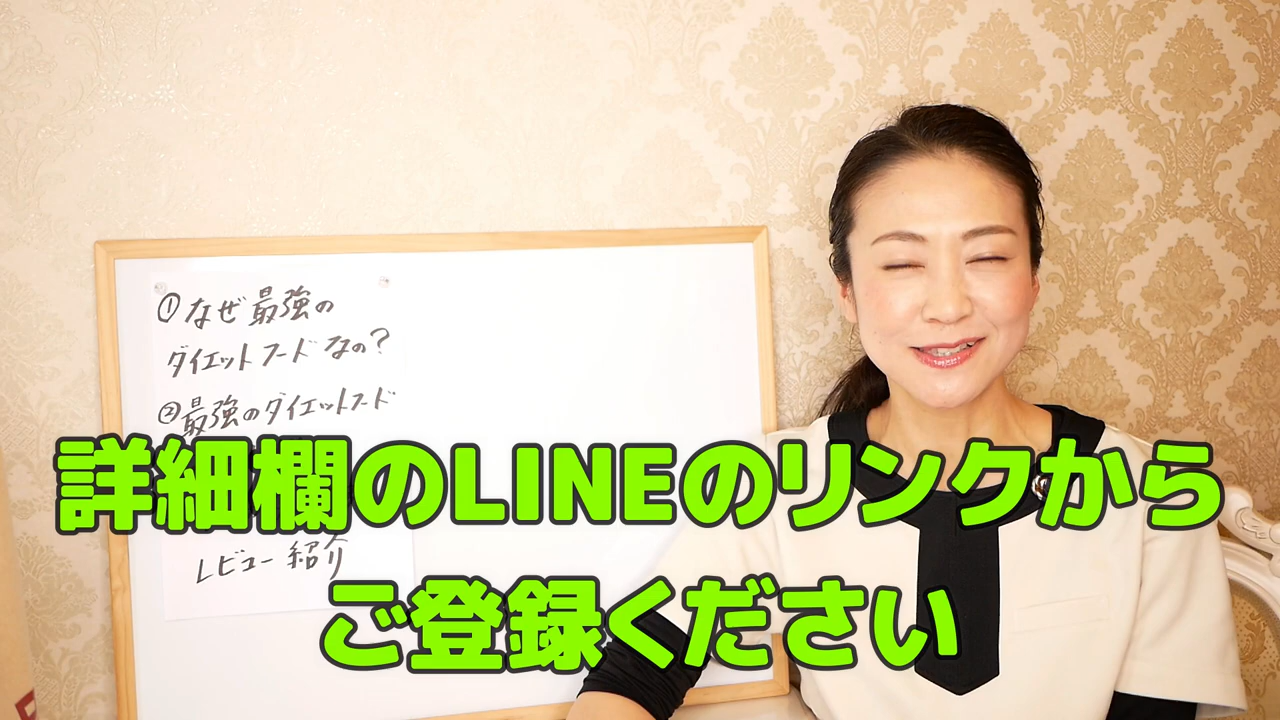 ①なぜ最強の
ダイエットフードなの?
②最強のダイエットフード
レビュー紹介
詳細欄のLINEのリンクから
ご登録ください